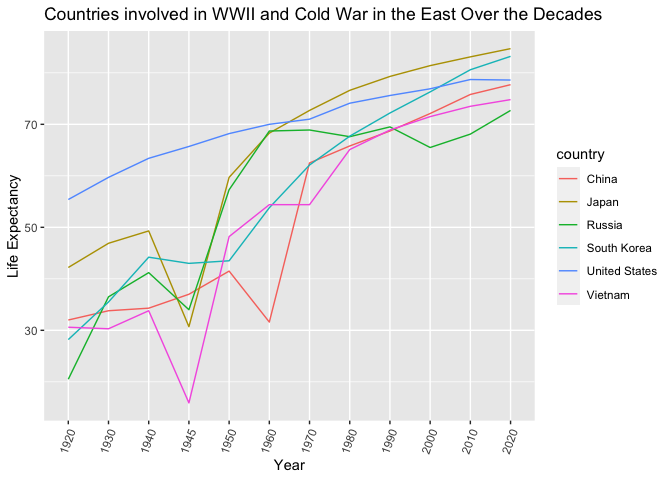 Countries involved in WWII and Cold War in the East Over the Decades
Life Expectancy
70
50
30
1920
1930
1940
1945
1950
1960
1970
1980
1990
2000
2010
2020
Year
country
China
Japan
Russia
South Korea
United States
Vietnam